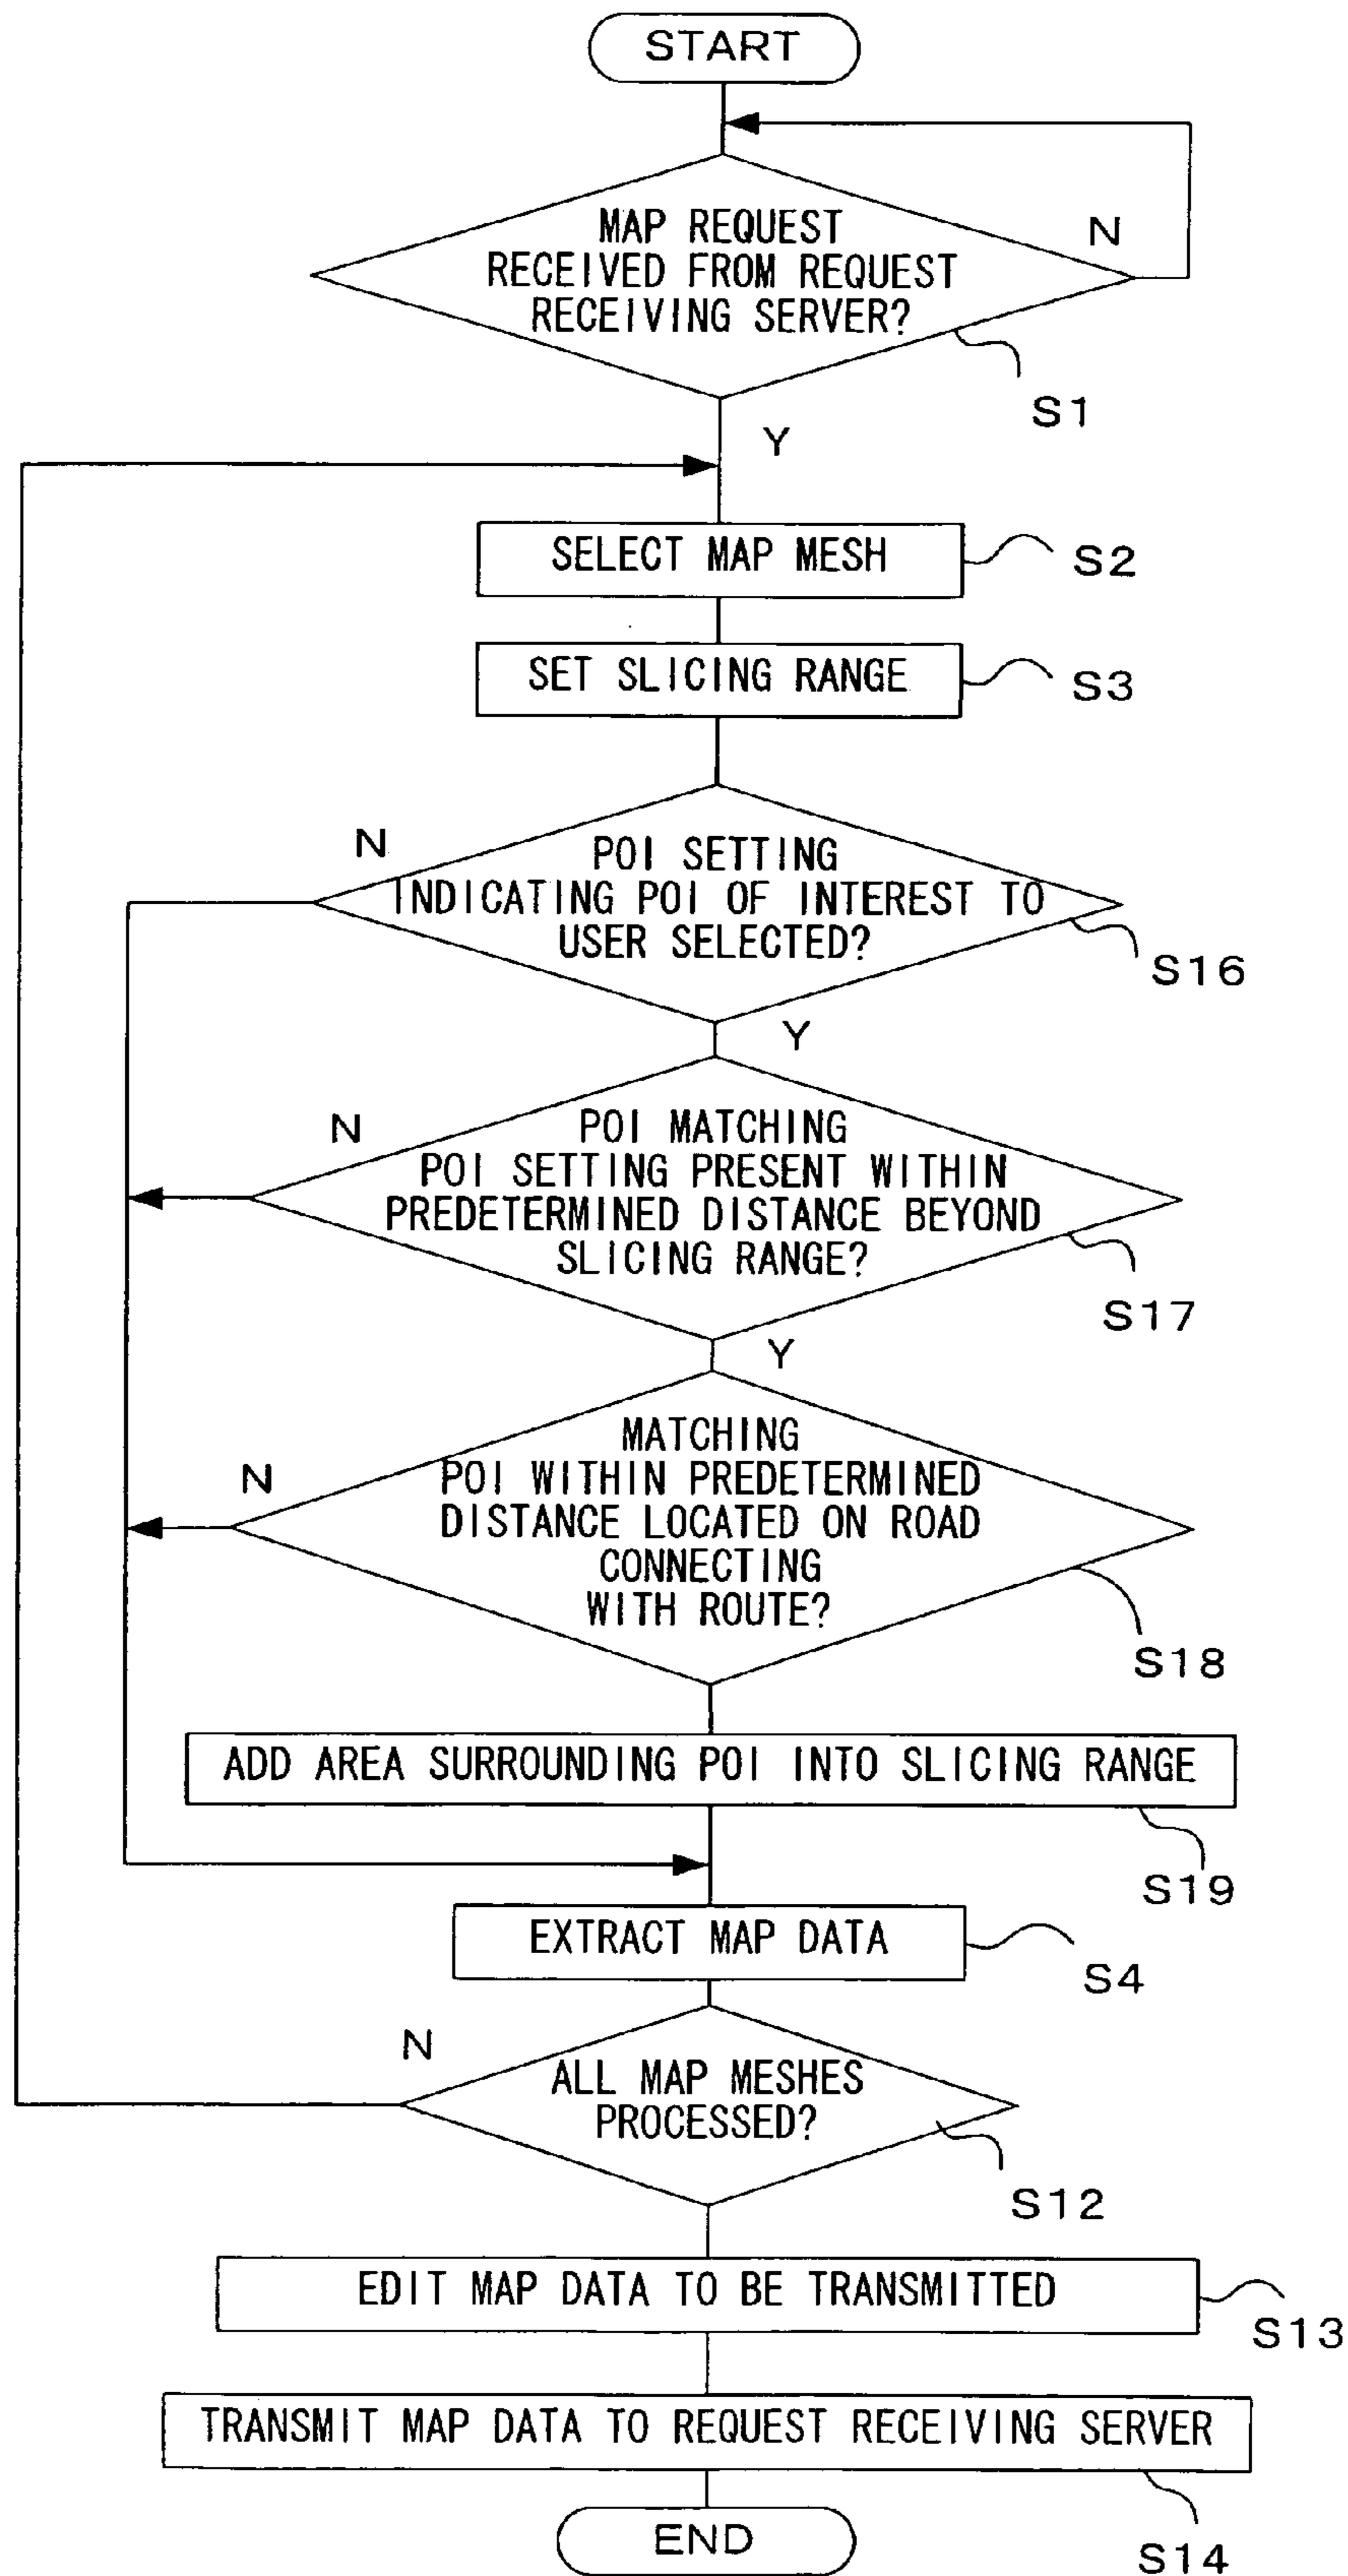 START
MAP REQUEST
RECEIVED FROM REQUEST
RECEIVING SERVER?
N
S1
Y
SELECT MAP MESH
S2
SET SLICING RANGE
S3
N
POI SETTING
INDICATING POI OF INTEREST TO
USER SELECTED?
S16
Y
N
POI MATCHING
POI SETTING PRESENT WITHIN
PREDETERMINED DISTANCE BEYOND
SLICING RANGE?
S17
Y
N
MATCHING
POI WITHIN PREDETERMINED
DISTANCE LOCATED ON ROAD
CONNECTING
WITH ROUTE?
S18
ADD AREA SURROUNDING POI INTO SLICING RANGE
S19
EXTRACT MAP DATA
S4
N
ALL MAP MESHES
PROCESSED?
S12
EDIT MAP DATA TO BE TRANSMITTED
S13
TRANSMIT MAP DATA TO REQUEST RECEIVING SERVER
S14
END